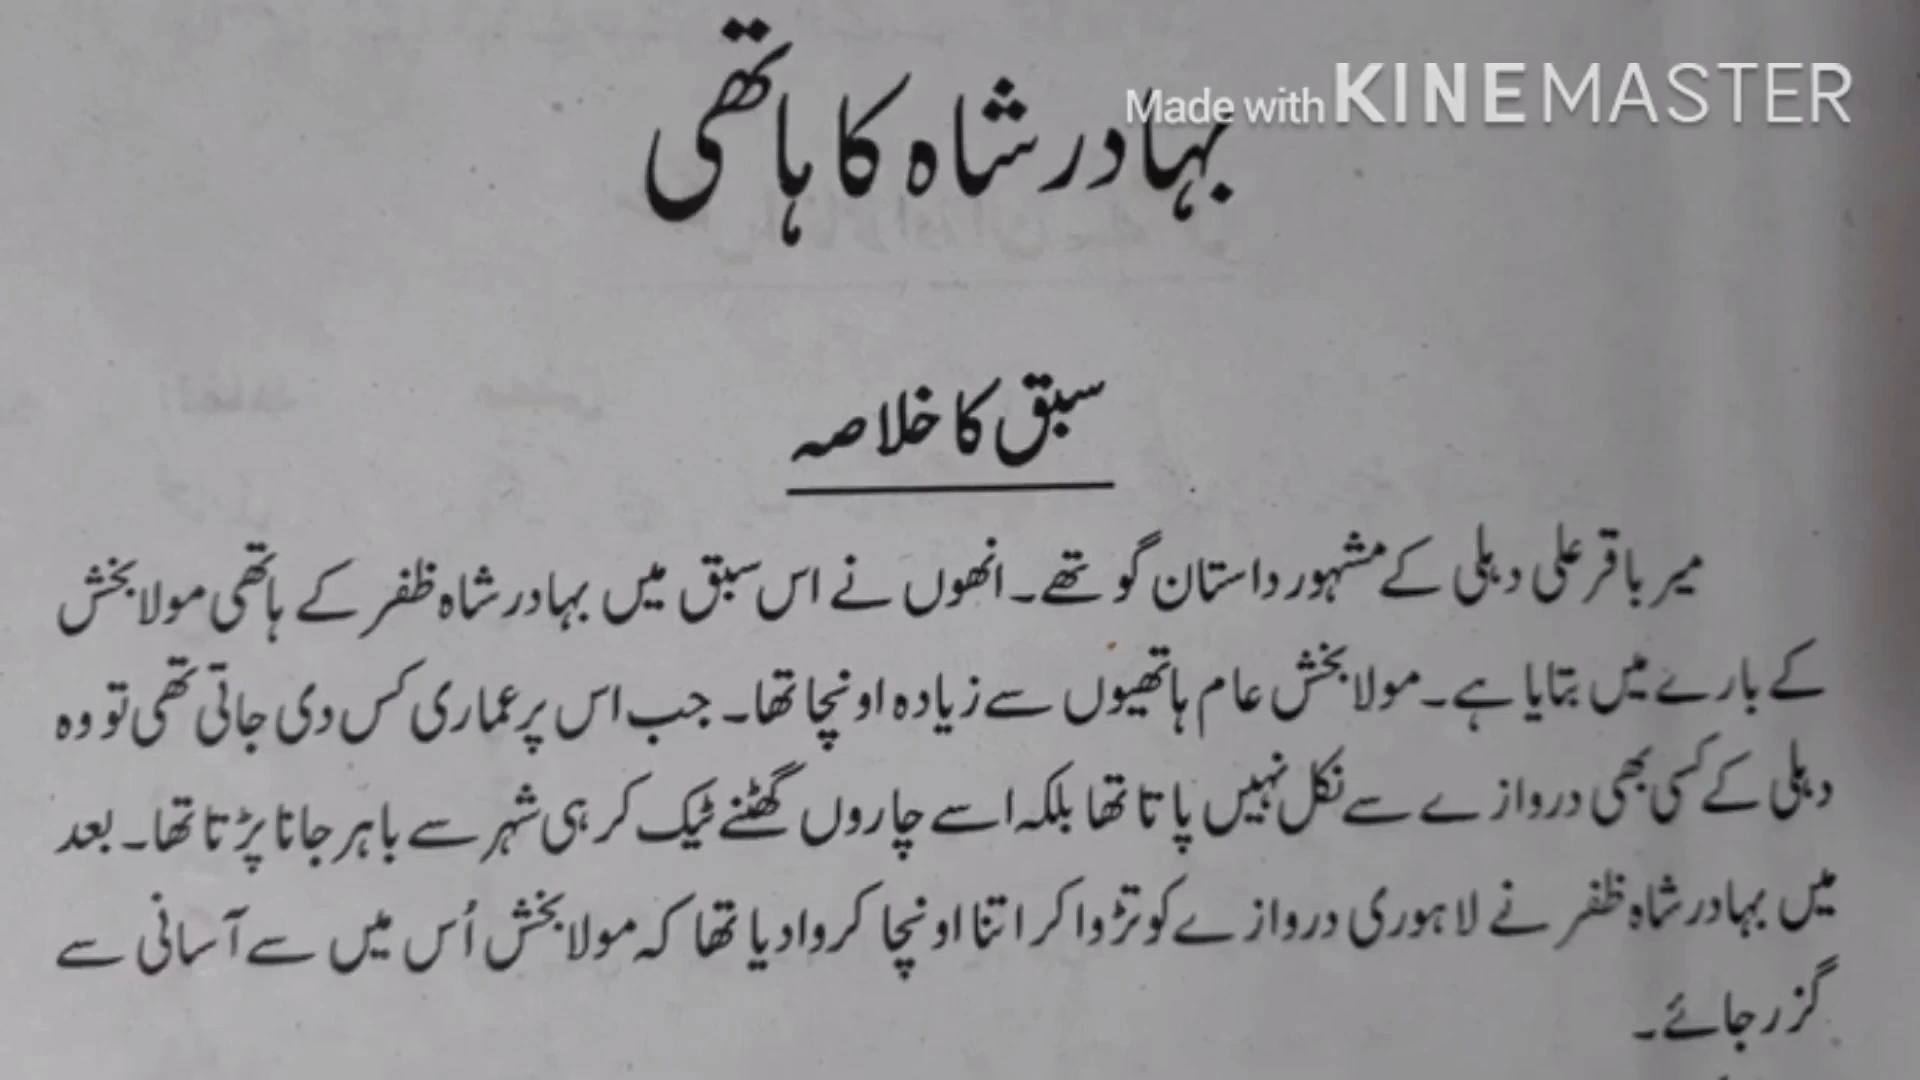 Made with KINEMASTER
بہادر شاہ کا ہاتھی
سبق کا خلاصہ
میر باقر علی دہلی کے مشہور داستان گو تھے۔ انھوں نے اس سبق میں بہادر شاہ ظفر کے ہاتھی مولا بخش
کے بارے میں بتایا ہے۔ مولا بخش عام ہاتھیوں سے زیادہ اونچا تھا۔ جب اس پر عماری کس دی جاتی تھی تو وہ
دہلی کے کسی بھی دروازے سے نکل نہیں پاتا تھا بلکہ اسے چاروں گھٹنے ٹیک کر ہی شہر سے باہر جانا پڑتا تھا۔ بعد
میں بہادر شاہ ظفر نے لاہوری دروازے کو تڑوا کر اتنا اونچا کروا دیا تھا کہ مولا بخش اُس میں سے آسانی سے
گزر جائے۔